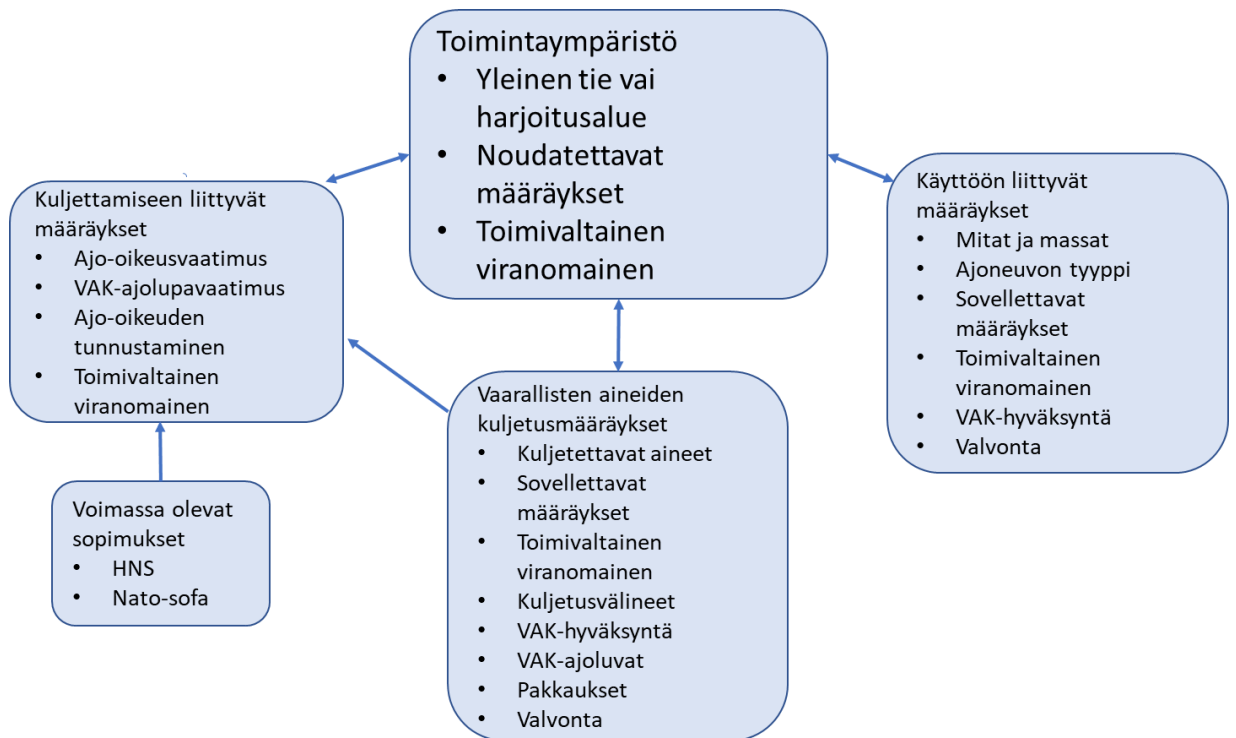 Toimintaympäristö
• Yleinen tie vai
harjoitusalue
• Noudatettavat
määräykset
• Toimivaltainen
viranomainen
Kuljettamiseen liittyvät
määräykset
• Ajo-oikeusvaatimus
• VAK-ajolupavaatimus
• Ajo-oikeuden
tunnustaminen
• Toimivaltainen
viranomainen
Käyttöön liittyvät
määräykset
• Mitat ja massat
• Ajoneuvon tyyppi
• Sovellettavat
määräykset
• Toimivaltainen
viranomainen
• VAK-hyväksyntä
• Valvonta
Vaarallisten aineiden
kuljetusmääräykset
• Kuljetettavat aineet
• Sovellettavat
määräykset
• Toimivaltainen
viranomainen
• Kuljetusvälineet
• VAK-hyväksyntä
• VAK-ajoluvat
• Pakkaukset
• Valvonta
Voimassa olevat
sopimukset
• HNS
• Nato-sofa